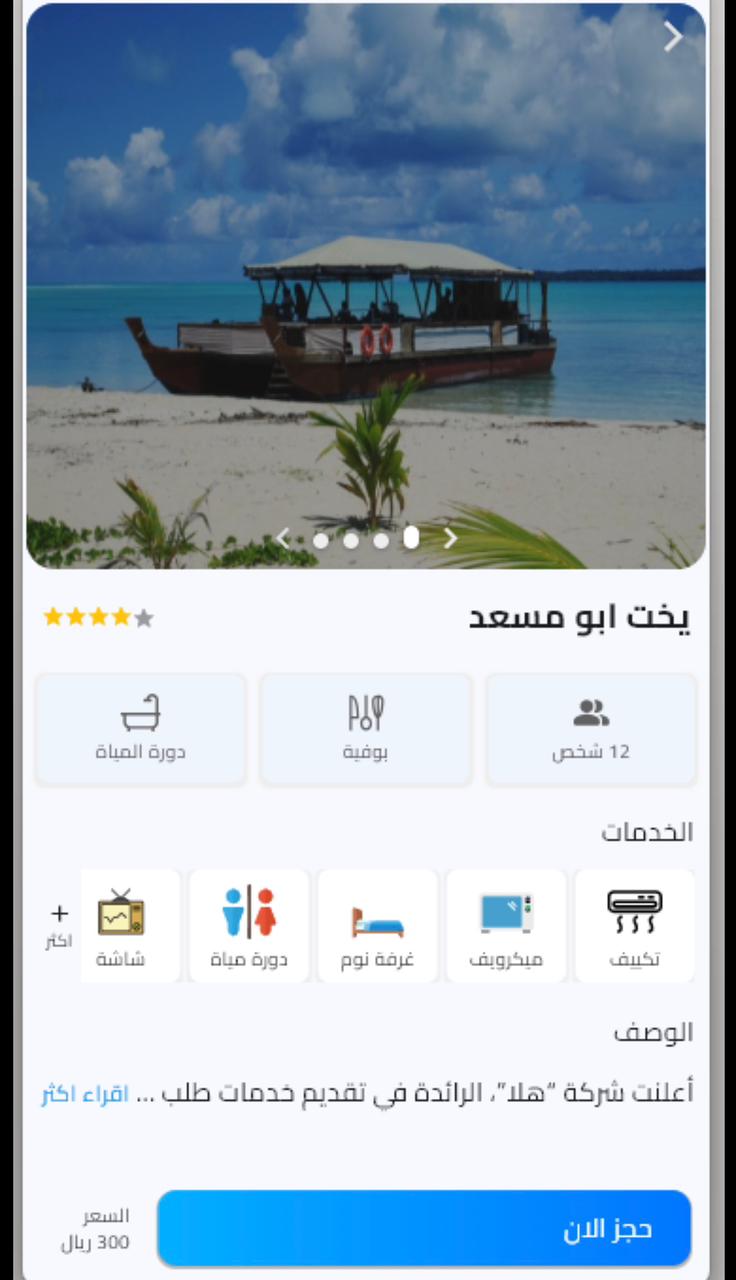 يخت ابو مسعد
12 شخص
بوفية
دورة المياة
الخدمات
تكييف
ميكرويف
غرفة نوم
دورة مياة
شاشة
+
اكثر
الوصف
أعلنت شركة “هلا”، الرائدة في تقديم خدمات طلب ... اقراء اكثر
حجز الان
السعر
300 ريال